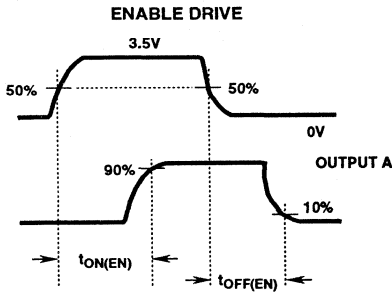 ENABLE DRIVE
3.5V
50%
50%
0V
OUTPUT A
90%
10%
tON(EN)
tOFF(EN)